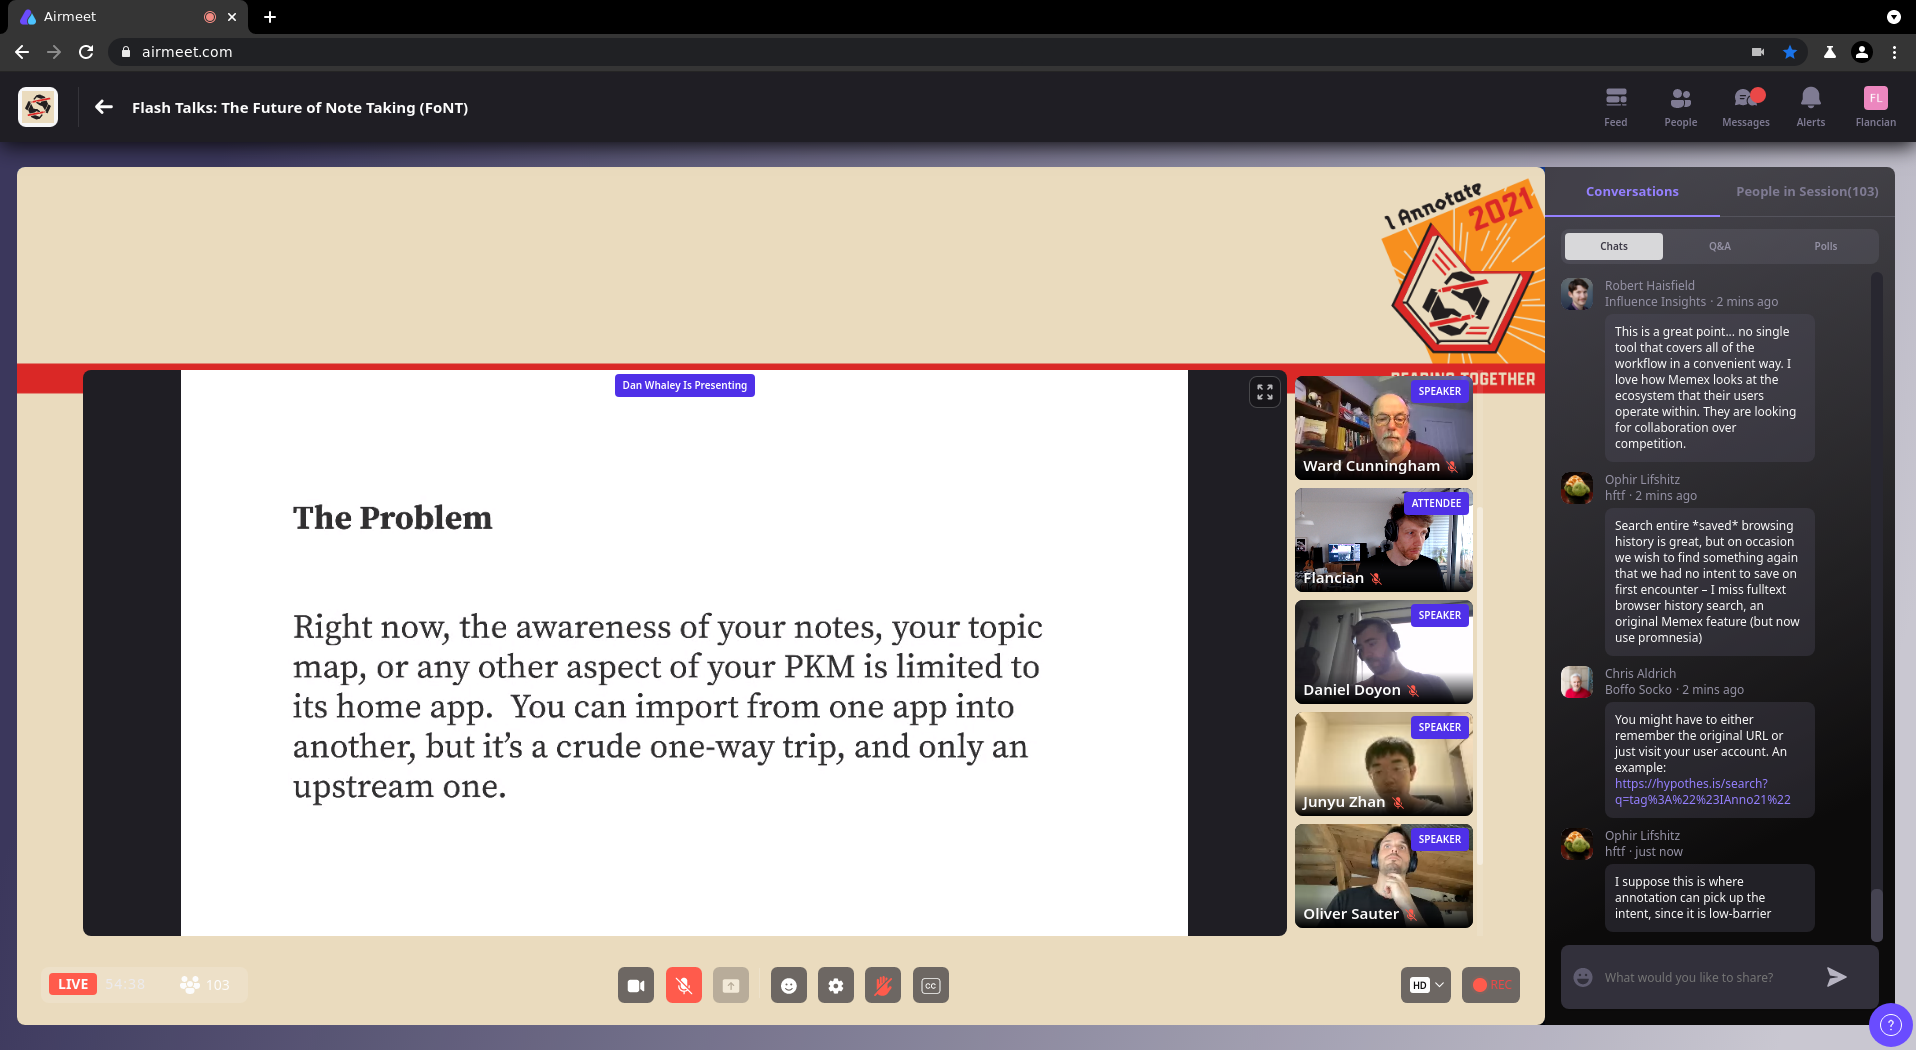 Airmeet
airmeet.com
Flash Talks: The Future of Note Taking (FoNT)
Feed
People
Messages
Alerts
FL
Flancian
I Annotate
2021
READING TOGETHER
Dan Whaley Is Presenting
The Problem
Right now, the awareness of your notes, your topic
map, or any other aspect of your PKM is limited to
its home app.  You can import from one app into
another, but it’s a crude one-way trip, and only an
upstream one.
SPEAKER
Ward Cunningham
ATTENDEE
Flancian
SPEAKER
Daniel Doyon
SPEAKER
Junyu Zhan
SPEAKER
Oliver Sauter
LIVE
54:38
103
CC
HD
REC
Conversations
People in Session(103)
Chats
Q&A
Polls
Robert Haisfield
Influence Insights · 2 mins ago
This is a great point... no single
tool that covers all of the
workflow in a convenient way. I
love how Memex looks at the
ecosystem that their users
operate within. They are looking
for collaboration over
competition.
Ophir Lifshitz
hftf · 2 mins ago
Search entire *saved* browsing
history is great, but on occasion
we wish to find something again
that we had no intent to save on
first encounter – I miss fulltext
browser history search, an
original Memex feature (but now
use promnesia)
Chris Aldrich
Boffo Socko · 2 mins ago
You might have to either
remember the original URL or
just visit your user account. An
example:
https://hypothes.is/search?
q=tag%3A%22%23IAnno21%22
Ophir Lifshitz
hftf · just now
I suppose this is where
annotation can pick up the
intent, since it is low-barrier
What would you like to share?
?